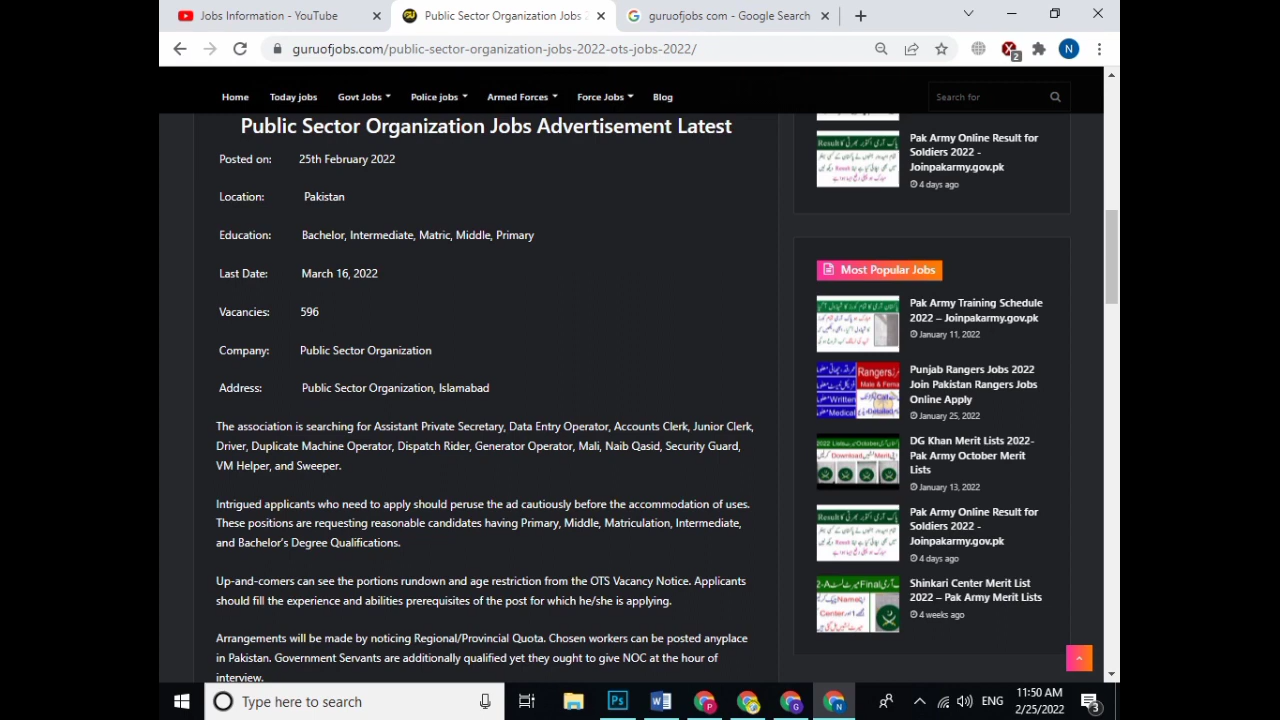 Jobs Information - YouTube
Public Sector Organization Jobs 2
guruofjobs com - Google Search
guruofjobs.com/public-sector-organization-jobs-2022-ots-jobs-2022/
2
N
Home
Today jobs
Govt Jobs
Police jobs
Armed Forces
Force Jobs
Blog
Search for
Public Sector Organization Jobs Advertisement Latest
Posted on: 25th February 2022
Location: Pakistan
Education: Bachelor, Intermediate, Matric, Middle, Primary
Last Date: March 16, 2022
Vacancies: 596
Company: Public Sector Organization
Address: Public Sector Organization, Islamabad
The association is searching for Assistant Private Secretary, Data Entry Operator, Accounts Clerk, Junior Clerk,
Driver, Duplicate Machine Operator, Dispatch Rider, Generator Operator, Mali, Naib Qasid, Security Guard,
VM Helper, and Sweeper.
Intrigued applicants who need to apply should peruse the ad cautiously before the accommodation of uses.
These positions are requesting reasonable candidates having Primary, Middle, Matriculation, Intermediate,
and Bachelor’s Degree Qualifications.
Up-and-comers can see the portions rundown and age restriction from the OTS Vacancy Notice. Applicants
should fill the experience and abilities prerequisites of the post for which he/she is applying.
Arrangements will be made by noticing Regional/Provincial Quota. Chosen workers can be posted anyplace
in Pakistan. Government Servants are additionally qualified yet they ought to give NOC at the hour of
interview.
Pak Army Online Result for
Soldiers 2022 -
Joinpakarmy.gov.pk
4 days ago
Most Popular Jobs
Pak Army Training Schedule
2022 – Joinpakarmy.gov.pk
January 11, 2022
Rangers
Male & Fema
Written
Medical
Punjab Rangers Jobs 2022
Join Pakistan Rangers Jobs
Online Apply
January 25, 2022
October
Download
DG Khan Merit Lists 2022-
Pak Army October Merit
Lists
January 13, 2022
Result
Pak Army Online Result for
Soldiers 2022 -
Joinpakarmy.gov.pk
4 days ago
Final
Name
Center
Shinkari Center Merit List
2022 – Pak Army Merit Lists
4 weeks ago
Type here to search
Ps
W
P
G
N
ENG
11:50 AM
2/25/2022
3